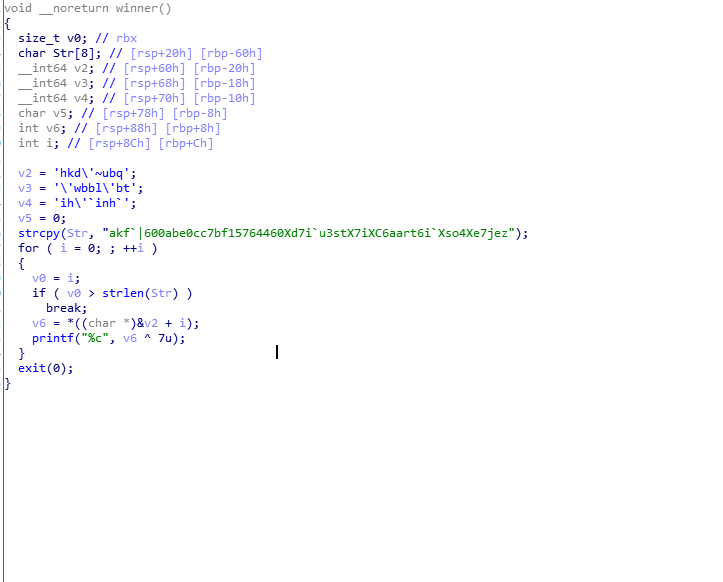 void __noreturn winner()
{
  size_t v0; // rbx
  char Str[8]; // [rsp+20h] [rbp-60h]
  __int64 v2; // [rsp+60h] [rbp-20h]
  __int64 v3; // [rsp+68h] [rbp-18h]
  __int64 v4; // [rsp+70h] [rbp-10h]
  char v5; // [rsp+78h] [rbp-8h]
  int v6; // [rsp+88h] [rbp+8h]
  int i; // [rsp+8Ch] [rbp+Ch]

  v2 = 'hkd\'~ubq';
  v3 = '\'wbbl\'bt';
  v4 = 'ih\'`inh`';
  v5 = 0;
  strcpy(Str, "akf`|600abe0cc7bf15764460Xd7i`u3stX7iXC6aart6i`Xso4Xe7jez");
  for ( i = 0; ; ++i )
  {
    v0 = i;
    if ( v0 > strlen(Str) )
      break;
    v6 = *((char *)&v2 + i);
    printf("%c", v6 ^ 7u);
  }
  exit(0);
}